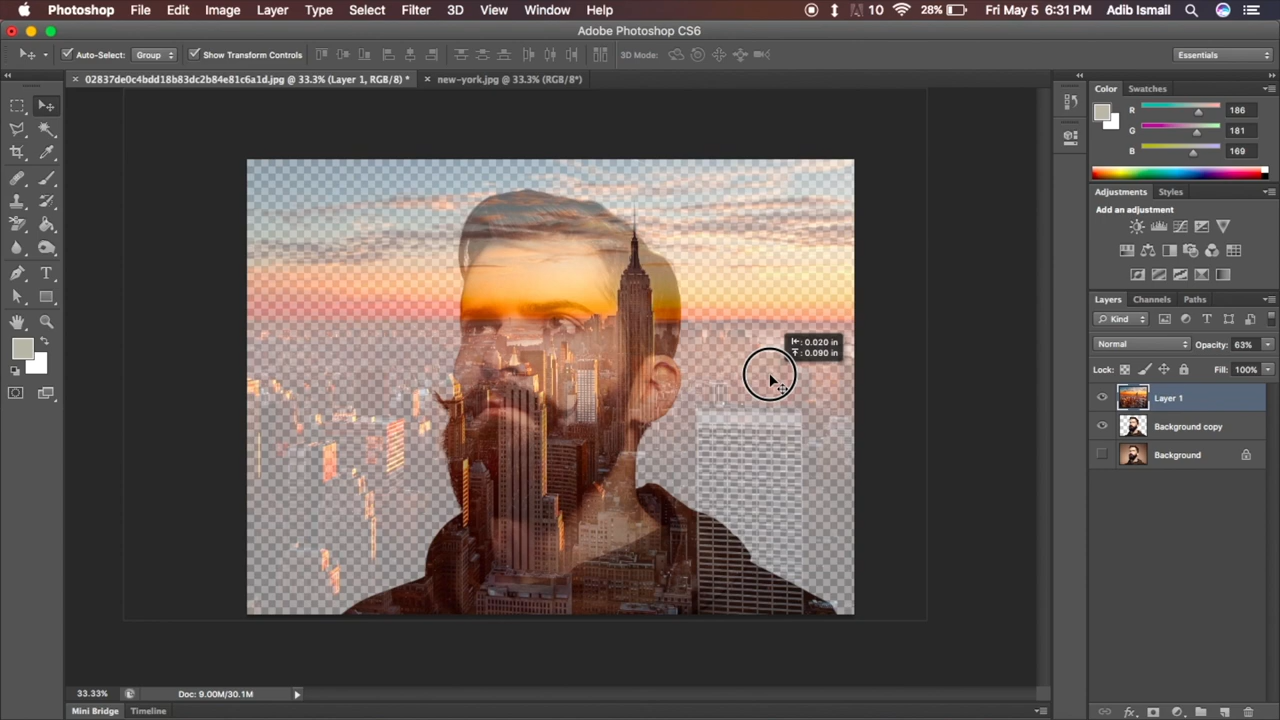 Photoshop File Edit Image Layer Type Select Filter 3D View Window Help 10 28% Fri May 5 6:31 PM Adib Ismail
Adobe Photoshop CS6
Auto-Select: Group Show Transform Controls 3D Mode: Essentials
02837de0c4bdd18b83dc2b84e81c6a1d.jpg @ 33.3% (Layer 1, RGB/8) * new-york.jpg @ 33.3% (RGB/8*)
Color Swatches
R 186
G 181
B 169
Adjustments Styles
Add an adjustment
Layers Channels Paths
Kind
Normal Opacity: 63%
Lock: Fill: 100%
Layer 1
Background copy
Background
: 0.020 in
: 0.090 in
33.33% Doc: 9.00M/30.1M
Mini Bridge Timeline